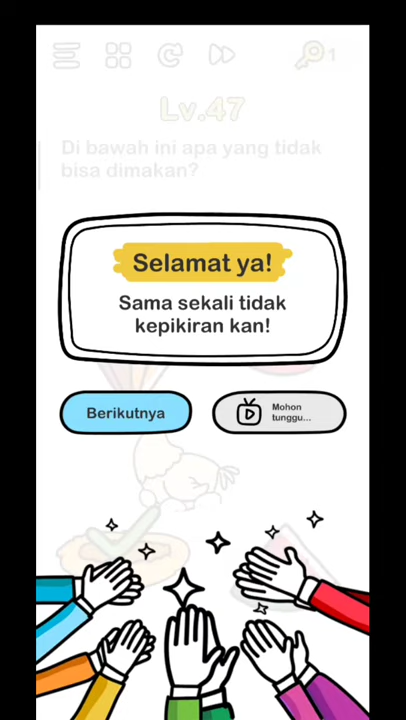 1
Lv.47
Di bawah ini apa yang tidak
bisa dimakan?
Selamat ya!
Sama sekali tidak
kepikiran kan!
Berikutnya
Mohon
tunggu...